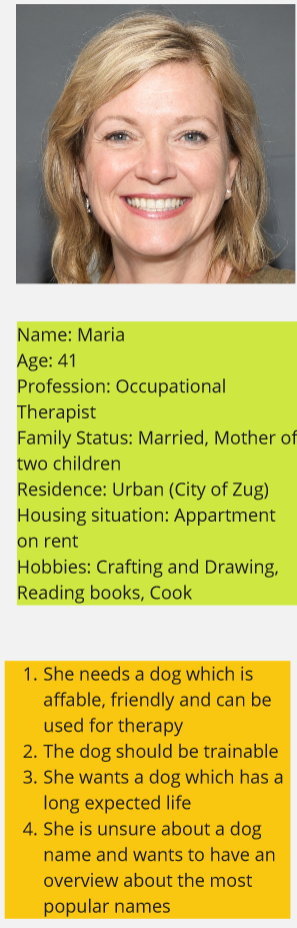 Name: Maria
Age: 41
Profession: Occupational
Therapist
Family Status: Married, Mother of
two children
Residence: Urban (City of Zug)
Housing situation: Appartment
on rent
Hobbies: Crafting and Drawing,
Reading books, Cook
1. She needs a dog which is
affable, friendly and can be
used for therapy
2. The dog should be trainable
3. She wants a dog which has a
long expected life
4. She is unsure about a dog
name and wants to have an
overview about the most
popular names